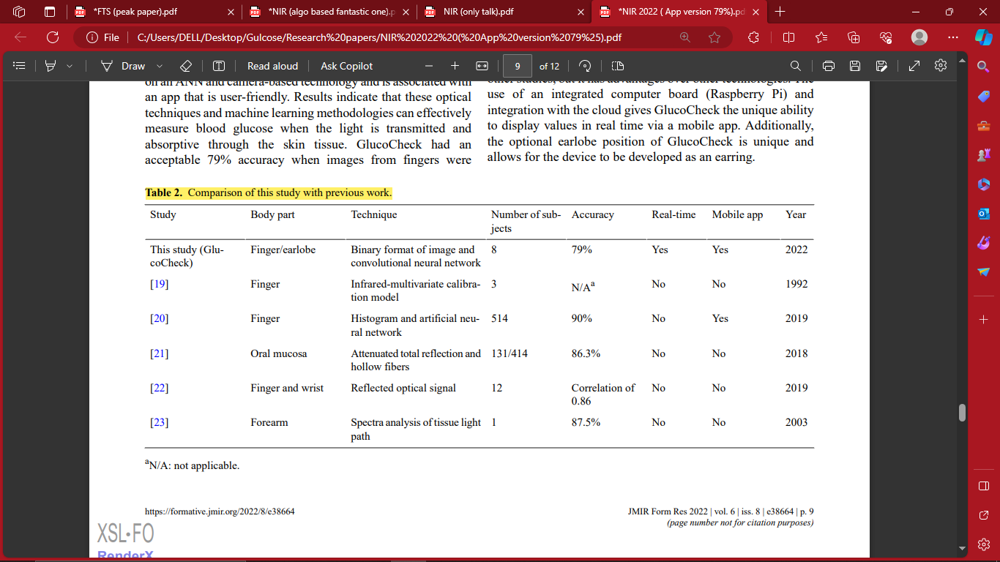 *FTS (peak paper).pdf
*NIR (algo based fantastic one).p
NIR (only talk).pdf
*NIR 2022 ( App version 79%).pd
File
C:/Users/DELL/Desktop/Gulcose/Research%20papers/NIR%202022%20(%20App%20version%2079%25).pdf
Draw
Read aloud
Ask Copilot
9
of 12
on an ANN and camera-based technology and is associated with
an app that is user-friendly. Results indicate that these optical
techniques and machine learning methodologies can effectively
measure blood glucose when the light is transmitted and
absorptive through the skin tissue. GlucoCheck had an
acceptable 79% accuracy when images from fingers were
use of an integrated computer board (Raspberry Pi) and
integration with the cloud gives GlucoCheck the unique ability
to display values in real time via a mobile app. Additionally,
the optional earlobe position of GlucoCheck is unique and
allows for the device to be developed as an earring.
Table 2. Comparison of this study with previous work.
Study Body part Technique Number of sub- Accuracy Real-time Mobile app Year
jects
This study (Glu- Finger/earlobe Binary format of image and 8 79% Yes Yes 2022
coCheck) convolutional neural network
[19] Finger Infrared-multivariate calibra- 3 N/Aa No No 1992
tion model
[20] Finger Histogram and artificial neu- 514 90% No Yes 2019
ral network
[21] Oral mucosa Attenuated total reflection and 131/414 86.3% No No 2018
hollow fibers
[22] Finger and wrist Reflected optical signal 12 Correlation of No No 2019
0.86
[23] Forearm Spectra analysis of tissue light 1 87.5% No No 2003
path
aN/A: not applicable.
https://formative.jmir.org/2022/8/e38664
JMIR Form Res 2022 | vol. 6 | iss. 8 | e38664 | p. 9
(page number not for citation purposes)
XSL•FO
RenderX